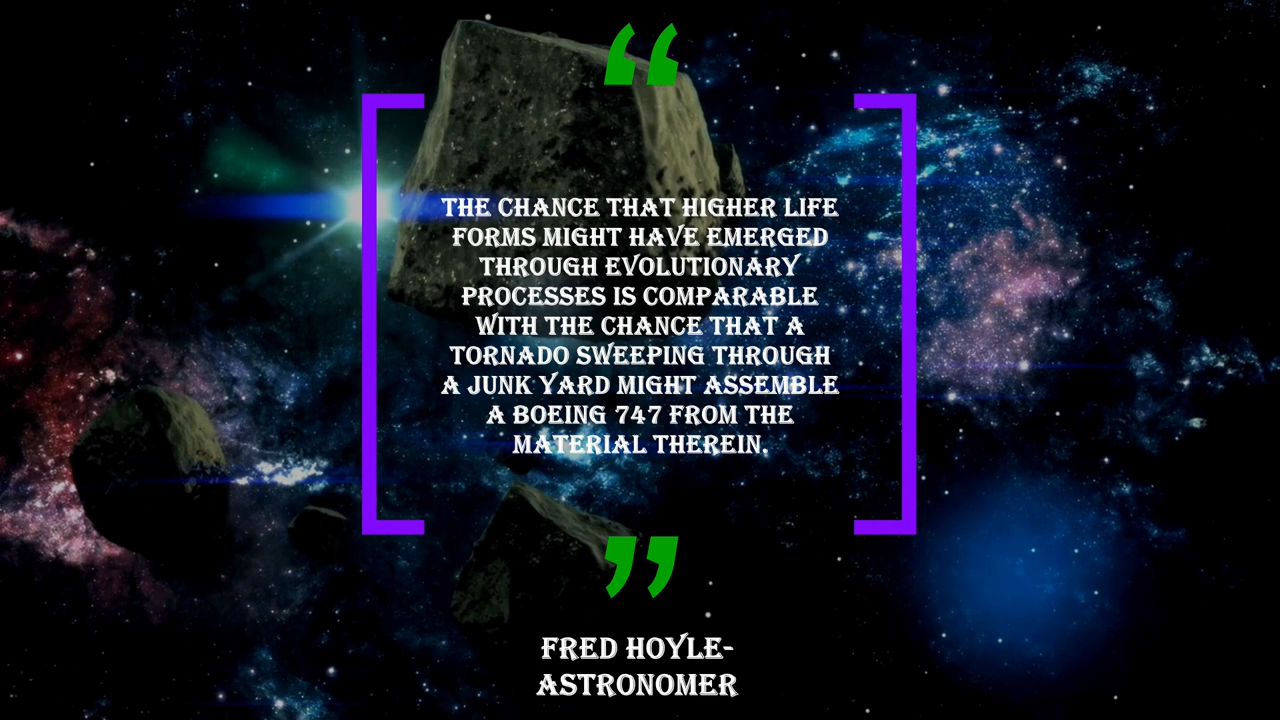 “
THE CHANCE THAT HIGHER LIFE
FORMS MIGHT HAVE EMERGED
THROUGH EVOLUTIONARY
PROCESSES IS COMPARABLE
WITH THE CHANCE THAT A
TORNADO SWEEPING THROUGH
A JUNK YARD MIGHT ASSEMBLE
A BOEING 747 FROM THE
MATERIAL THEREIN.
”
FRED HOYLE-
ASTRONOMER